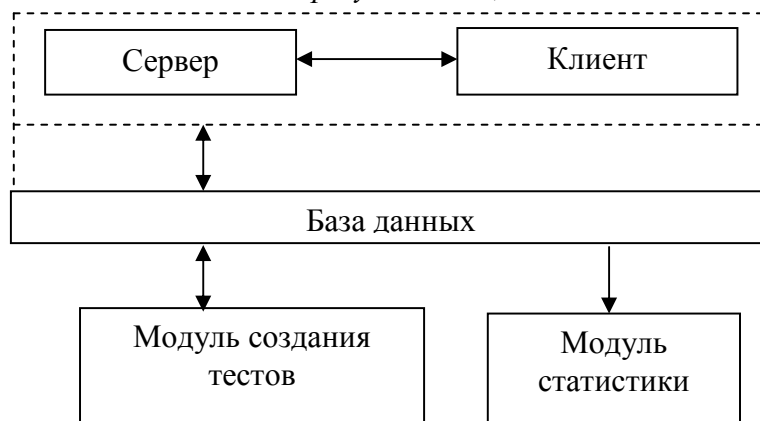 Сервер
Клиент
База данных
Модуль создания
тестов
Модуль
статистики